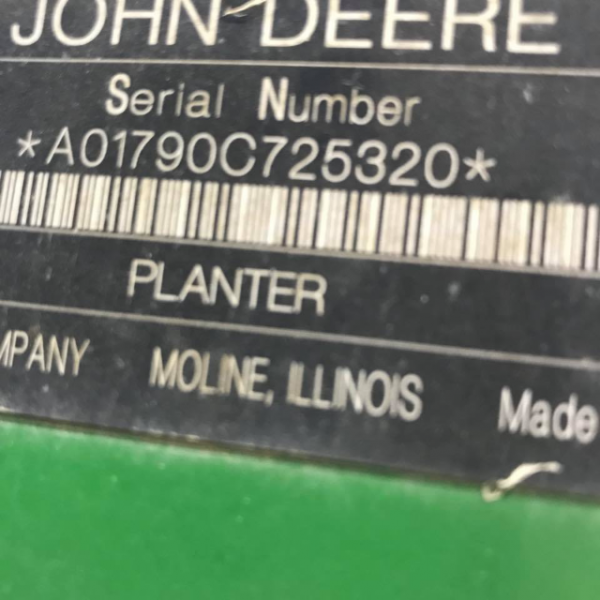 JOHN DEERE
Serial Number
*A01790C725320*
PLANTER
MPANY MOLINE, ILLINOIS Made